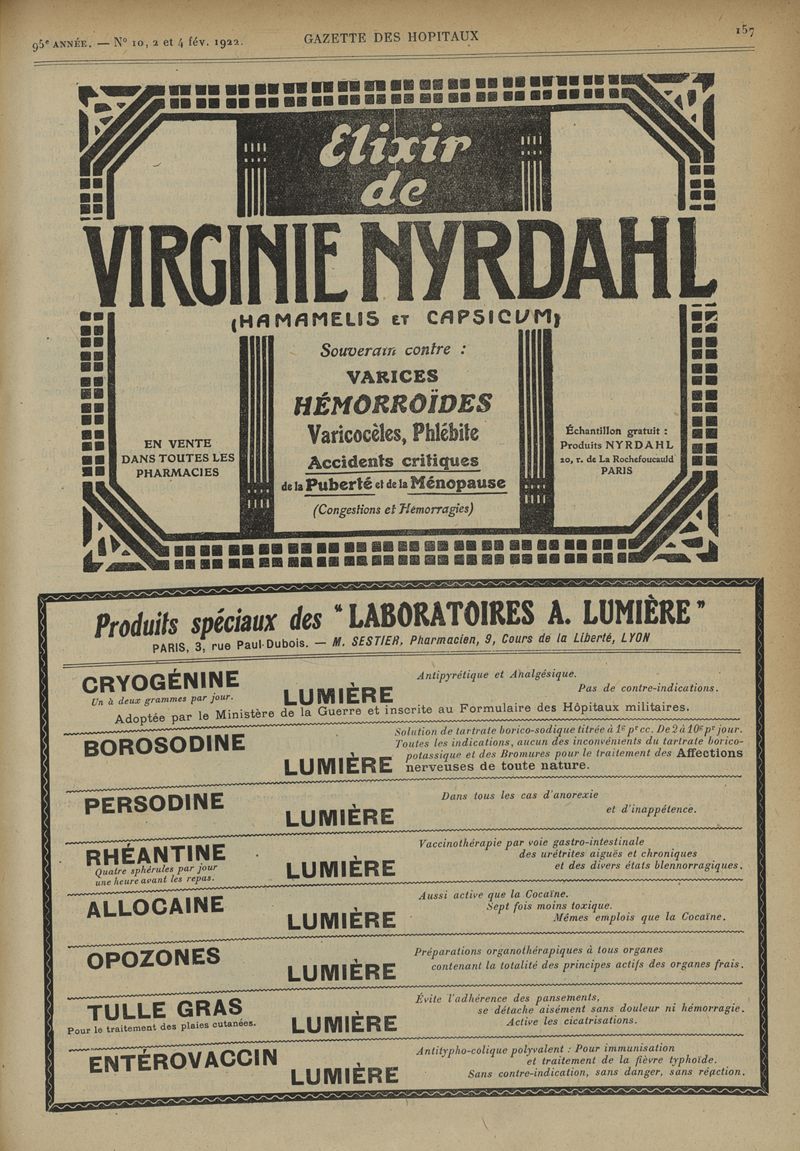 95e ANNÉE. — No 10, 2 et 4 fév. 1922.
GAZETTE DES HOPITAUX
157
Elixir
de
VIRGINIE NYRDAHL
(HAMAMELIS ET CAPSICUM)
Souverain contre :
VARICES
HÉMORROÏDES
Varicocèles, Phlébite
Accidents critiques
de la Puberté et de la Ménopause
(Congestions et Hémorragies)
EN VENTE
DANS TOUTES LES
PHARMACIES
Échantillon gratuit :
Produits NYRDAHL
20, r. de La Rochefoucauld
PARIS
Produits spéciaux des "LABORATOIRES A. LUMIÈRE"
PARIS, 3, rue Paul-Dubois. — M. SESTIER, Pharmacien, 9, Cours de la Liberté, LYON
CRYOGÉNINE
Un à deux grammes par jour.
LUMIÈRE
Antipyrétique et Analgésique.
Pas de contre-indications.
Adoptée par le Ministère de la Guerre et inscrite au Formulaire des Hôpitaux militaires.
BOROSODINE
LUMIÈRE
Solution de tartrate borico-sodique titrée à 1g pr cc. De 2 à 10g pr jour.
Toutes les indications, aucun des inconvénients du tartrate borico-
potassique et des Bromures pour le traitement des Affections
nerveuses de toute nature.
PERSODINE
LUMIÈRE
Dans tous les cas d'anorexie
et d'inappétence.
RHÉANTINE
Quatre sphérules par jour
une heure avant les repas.
LUMIÈRE
Vaccinothérapie par voie gastro-intestinale
des urétrites aiguës et chroniques
et des divers états blennorragiques.
ALLOCAINE
LUMIÈRE
Aussi active que la Cocaïne.
Sept fois moins toxique.
Mêmes emplois que la Cocaïne.
OPOZONES
LUMIÈRE
Préparations organothérapiques à tous organes
contenant la totalité des principes actifs des organes frais.
TULLE GRAS
Pour le traitement des plaies cutanées.
LUMIÈRE
Évite l'adhérence des pansements,
se détache aisément sans douleur ni hémorragie.
Active les cicatrisations.
ENTÉROVACCIN
LUMIÈRE
Antitypho-colique polyvalent : Pour immunisation
et traitement de la fièvre typhoïde.
Sans contre-indication, sans danger, sans réaction.